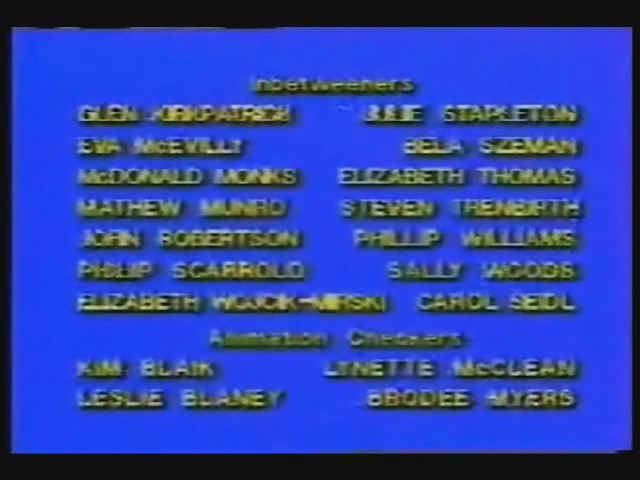 Inbetweeners
GLEN KIRKPATRICK JULIE STAPLETON
EVA McEVILLY BELA SZEMAN
McDONALD MONKS ELIZABETH THOMAS
MATHEW MUNRO STEVEN TRENBIRTH
JOHN ROBERTSON PHILLIP WILLIAMS
PHILIP SCARROLD SALLY WOODS
ELIZABETH WOJCIK-MIRSKI CAROL SEIDL
Animation Checkers
KIM BLAIR LYNETTE McCLEAN
LESLIE BLANEY BRODEE MYERS